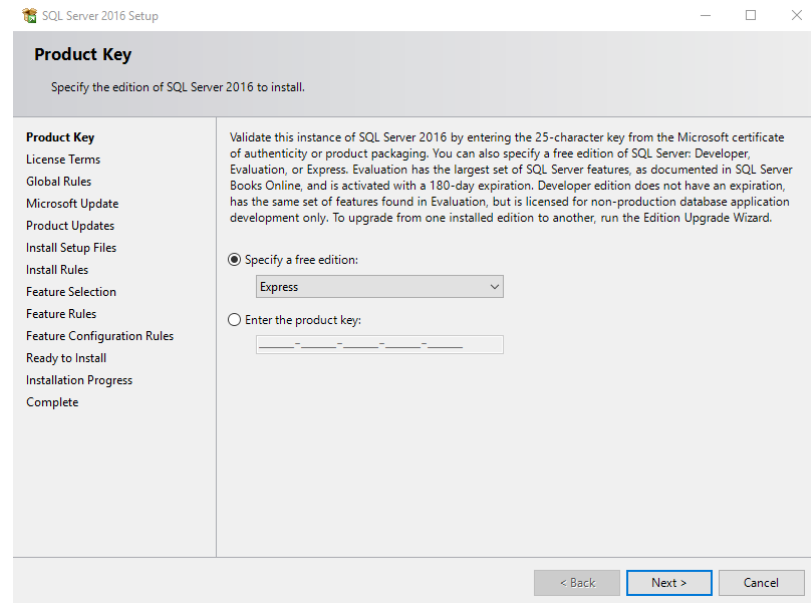 SQL Server 2016 Setup
Product Key
Specify the edition of SQL Server 2016 to install.
Product Key
License Terms
Global Rules
Microsoft Update
Product Updates
Install Setup Files
Install Rules
Feature Selection
Feature Rules
Feature Configuration Rules
Ready to Install
Installation Progress
Complete
Validate this instance of SQL Server 2016 by entering the 25-character key from the Microsoft certificate
of authenticity or product packaging. You can also specify a free edition of SQL Server: Developer,
Evaluation, or Express. Evaluation has the largest set of SQL Server features, as documented in SQL Server
Books Online, and is activated with a 180-day expiration. Developer edition does not have an expiration,
has the same set of features found in Evaluation, but is licensed for non-production database application
development only. To upgrade from one installed edition to another, run the Edition Upgrade Wizard.
Specify a free edition:
Express
Enter the product key:
_____-_____-_____-_____-_____
< Back
Next >
Cancel